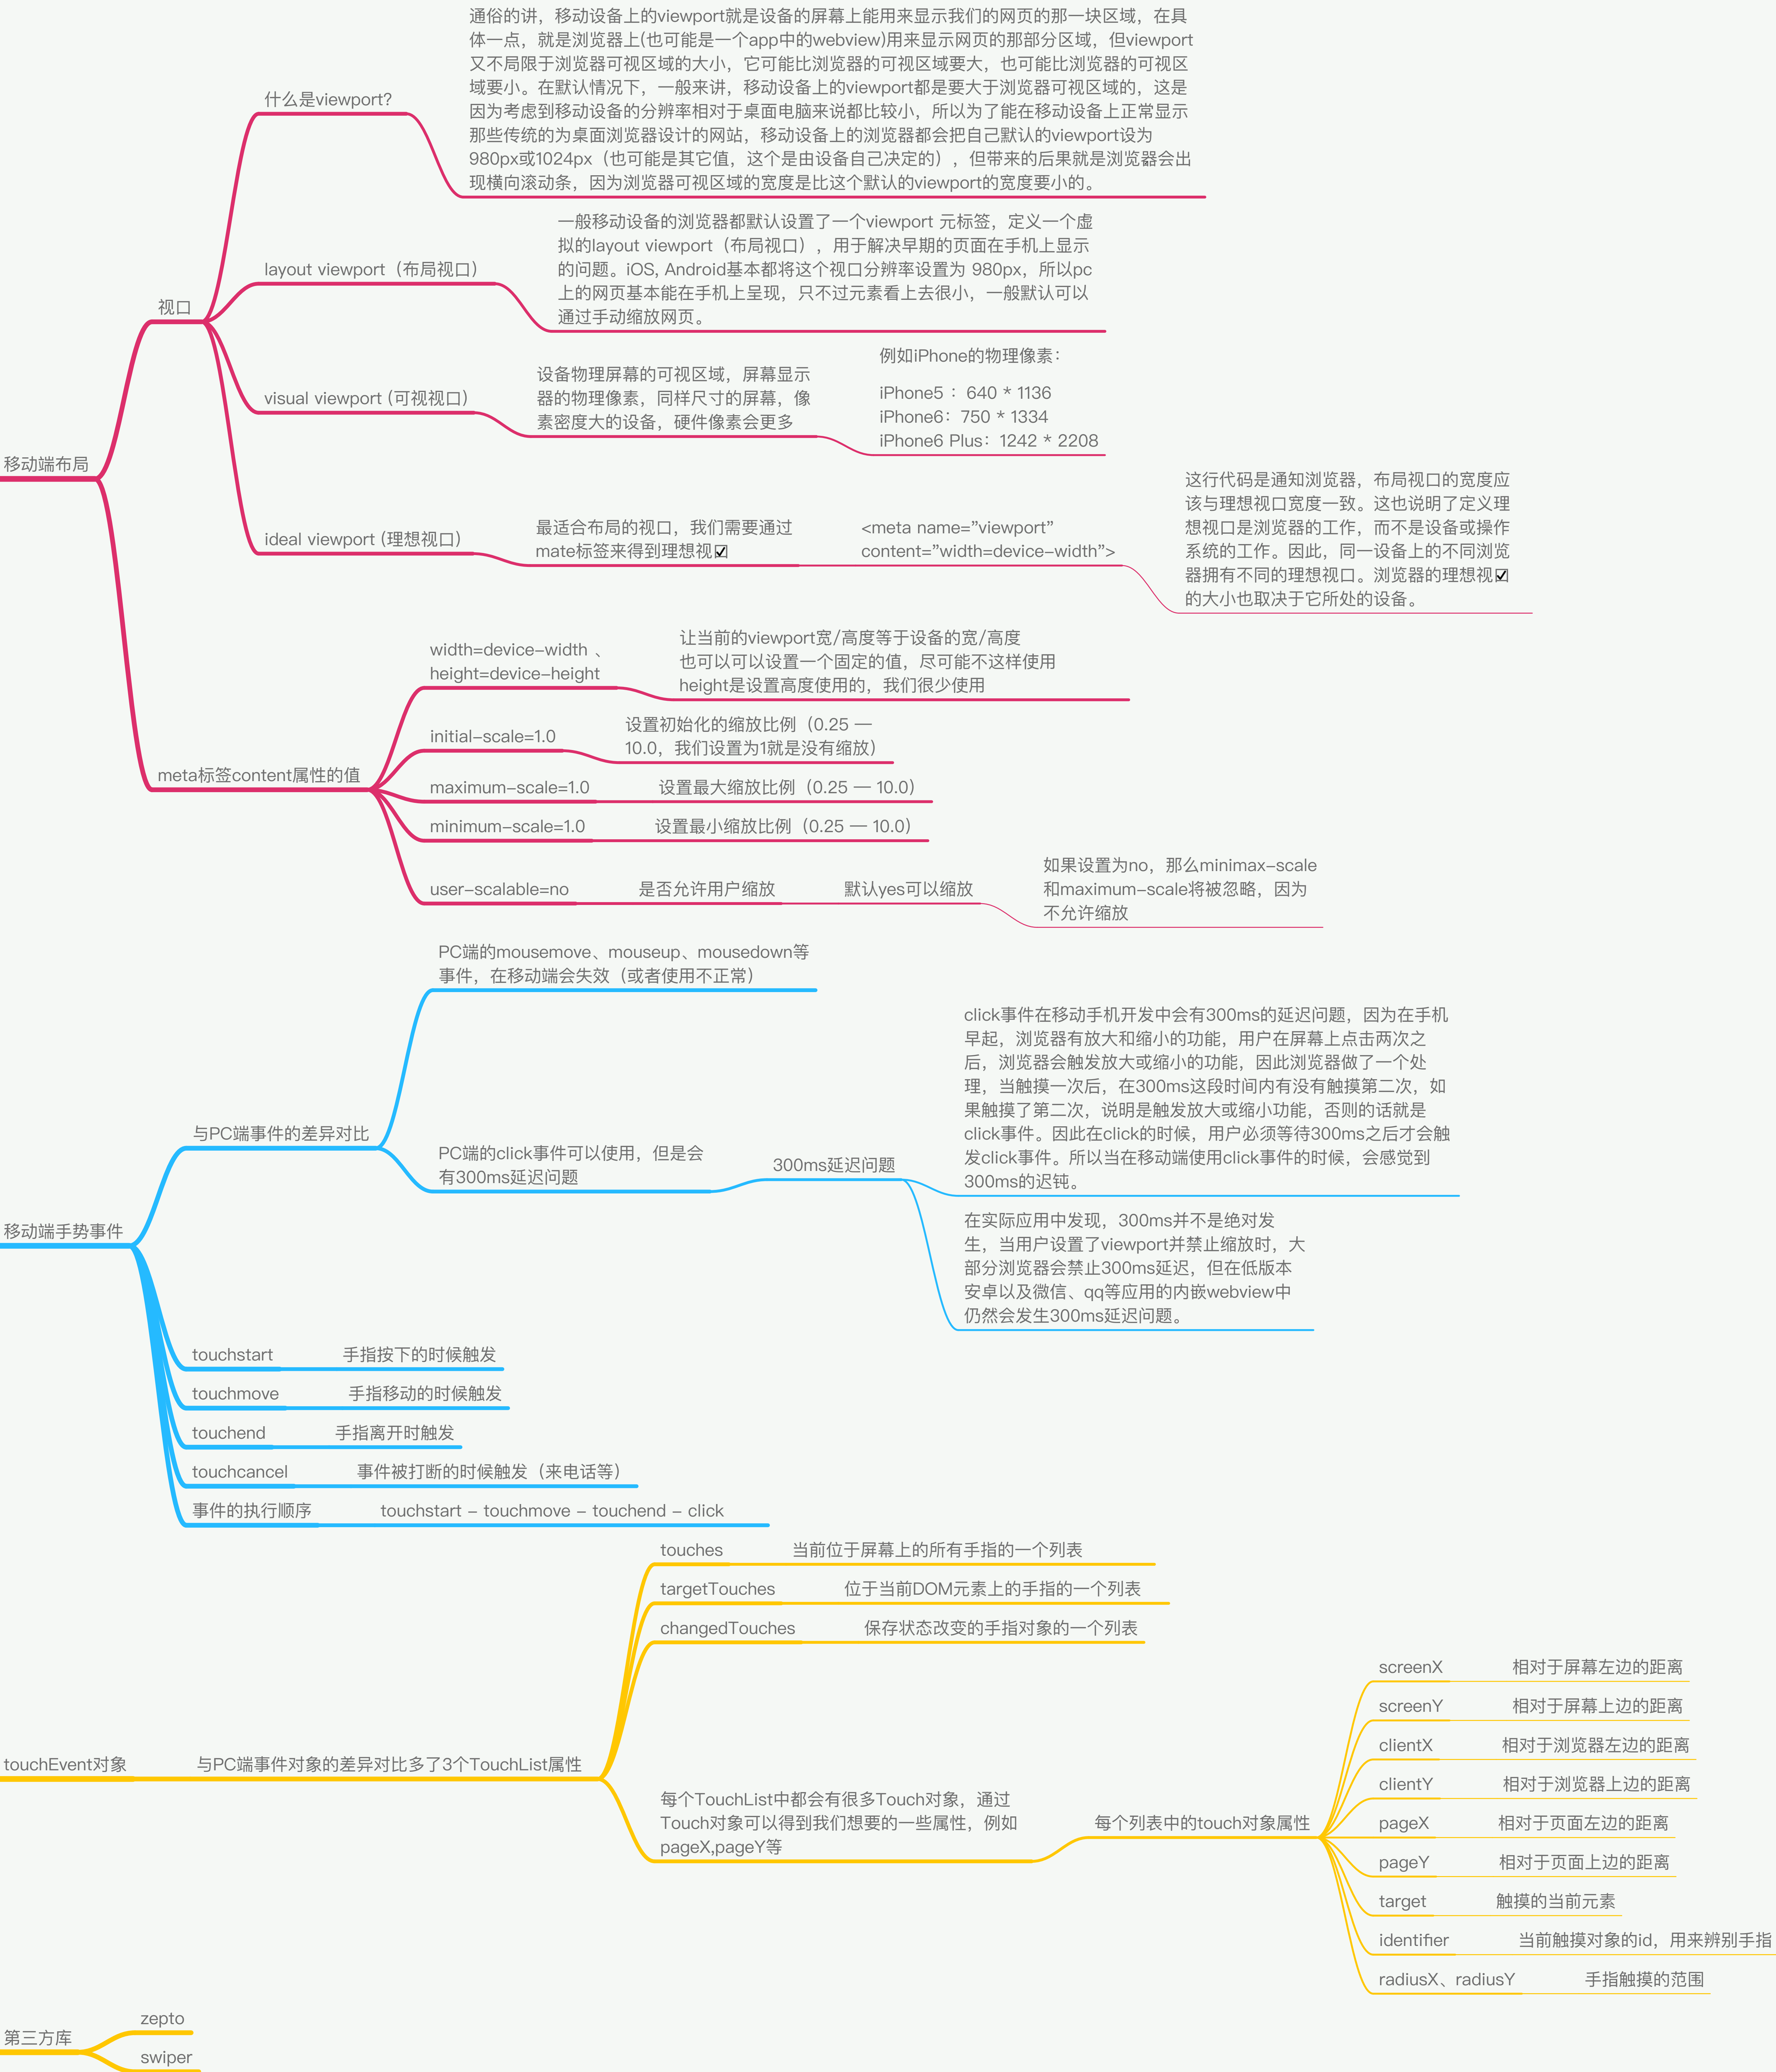 移动端布局
视口
什么是viewport?
通俗的讲，移动设备上的viewport就是设备的屏幕上能用来显示我们的网页的那一块区域，在具
体一点，就是浏览器上(也可能是一个app中的webview)用来显示网页的那部分区域，但viewport
又不局限于浏览器可视区域的大小，它可能比浏览器的可视区域要大，也可能比浏览器的可视区
域要小。在默认情况下，一般来讲，移动设备上的viewport都是要大于浏览器可视区域的，这是
因为考虑到移动设备的分辨率相对于桌面电脑来说都比较小，所以为了能在移动设备上正常显示
那些传统的为桌面浏览器设计的网站，移动设备上的浏览器都会把自己默认的viewport设为
980px或1024px（也可能是其它值，这个是由设备自己决定的），但带来的后果就是浏览器会出
现横向滚动条，因为浏览器可视区域的宽度是比这个默认的viewport的宽度要小的。
layout viewport（布局视口）
一般移动设备的浏览器都默认设置了一个viewport 元标签，定义一个虚
拟的layout viewport（布局视口），用于解决早期的页面在手机上显示
的问题。iOS, Android基本都将这个视口分辨率设置为 980px，所以pc
上的网页基本能在手机上呈现，只不过元素看上去很小，一般默认可以
通过手动缩放网页。
visual viewport (可视视口）
设备物理屏幕的可视区域，屏幕显示
器的物理像素，同样尺寸的屏幕，像
素密度大的设备，硬件像素会更多
例如iPhone的物理像素：
iPhone5 ：640 * 1136
iPhone6：750 * 1334
iPhone6 Plus：1242 * 2208
ideal viewport (理想视口）
最适合布局的视口，我们需要通过
mate标签来得到理想视☑
<meta name=”viewport”
content=”width=device-width”>
这行代码是通知浏览器，布局视口的宽度应
该与理想视口宽度一致。这也说明了定义理
想视口是浏览器的工作，而不是设备或操作
系统的工作。因此，同一设备上的不同浏览
器拥有不同的理想视口。浏览器的理想视☑
的大小也取决于它所处的设备。
meta标签content属性的值
width=device-width 、
height=device-height
让当前的viewport宽/高度等于设备的宽/高度
也可以可以设置一个固定的值，尽可能不这样使用
height是设置高度使用的，我们很少使用
initial-scale=1.0
设置初始化的缩放比例（0.25 —
10.0，我们设置为1就是没有缩放）
maximum-scale=1.0
设置最大缩放比例（0.25 — 10.0）
minimum-scale=1.0
设置最小缩放比例（0.25 — 10.0）
user-scalable=no
是否允许用户缩放
默认yes可以缩放
如果设置为no，那么minimax-scale
和maximum-scale将被忽略，因为
不允许缩放
移动端手势事件
与PC端事件的差异对比
PC端的mousemove、mouseup、mousedown等
事件，在移动端会失效（或者使用不正常）
PC端的click事件可以使用，但是会
有300ms延迟问题
300ms延迟问题
click事件在移动手机开发中会有300ms的延迟问题，因为在手机
早起，浏览器有放大和缩小的功能，用户在屏幕上点击两次之
后，浏览器会触发放大或缩小的功能，因此浏览器做了一个处
理，当触摸一次后，在300ms这段时间内有没有触摸第二次，如
果触摸了第二次，说明是触发放大或缩小功能，否则的话就是
click事件。因此在click的时候，用户必须等待300ms之后才会触
发click事件。所以当在移动端使用click事件的时候，会感觉到
300ms的迟钝。
在实际应用中发现，300ms并不是绝对发
生，当用户设置了viewport并禁止缩放时，大
部分浏览器会禁止300ms延迟，但在低版本
安卓以及微信、qq等应用的内嵌webview中
仍然会发生300ms延迟问题。
touchstart
手指按下的时候触发
touchmove
手指移动的时候触发
touchend
手指离开时触发
touchcancel
事件被打断的时候触发（来电话等）
事件的执行顺序
touchstart - touchmove - touchend - click
touchEvent对象
与PC端事件对象的差异对比多了3个TouchList属性
touches
当前位于屏幕上的所有手指的一个列表
targetTouches
位于当前DOM元素上的手指的一个列表
changedTouches
保存状态改变的手指对象的一个列表
每个TouchList中都会有很多Touch对象，通过
Touch对象可以得到我们想要的一些属性，例如
pageX,pageY等
每个列表中的touch对象属性
screenX
相对于屏幕左边的距离
screenY
相对于屏幕上边的距离
clientX
相对于浏览器左边的距离
clientY
相对于浏览器上边的距离
pageX
相对于页面左边的距离
pageY
相对于页面上边的距离
target
触摸的当前元素
identifier
当前触摸对象的id，用来辨别手指
radiusX、radiusY
手指触摸的范围
第三方库
zepto
swiper